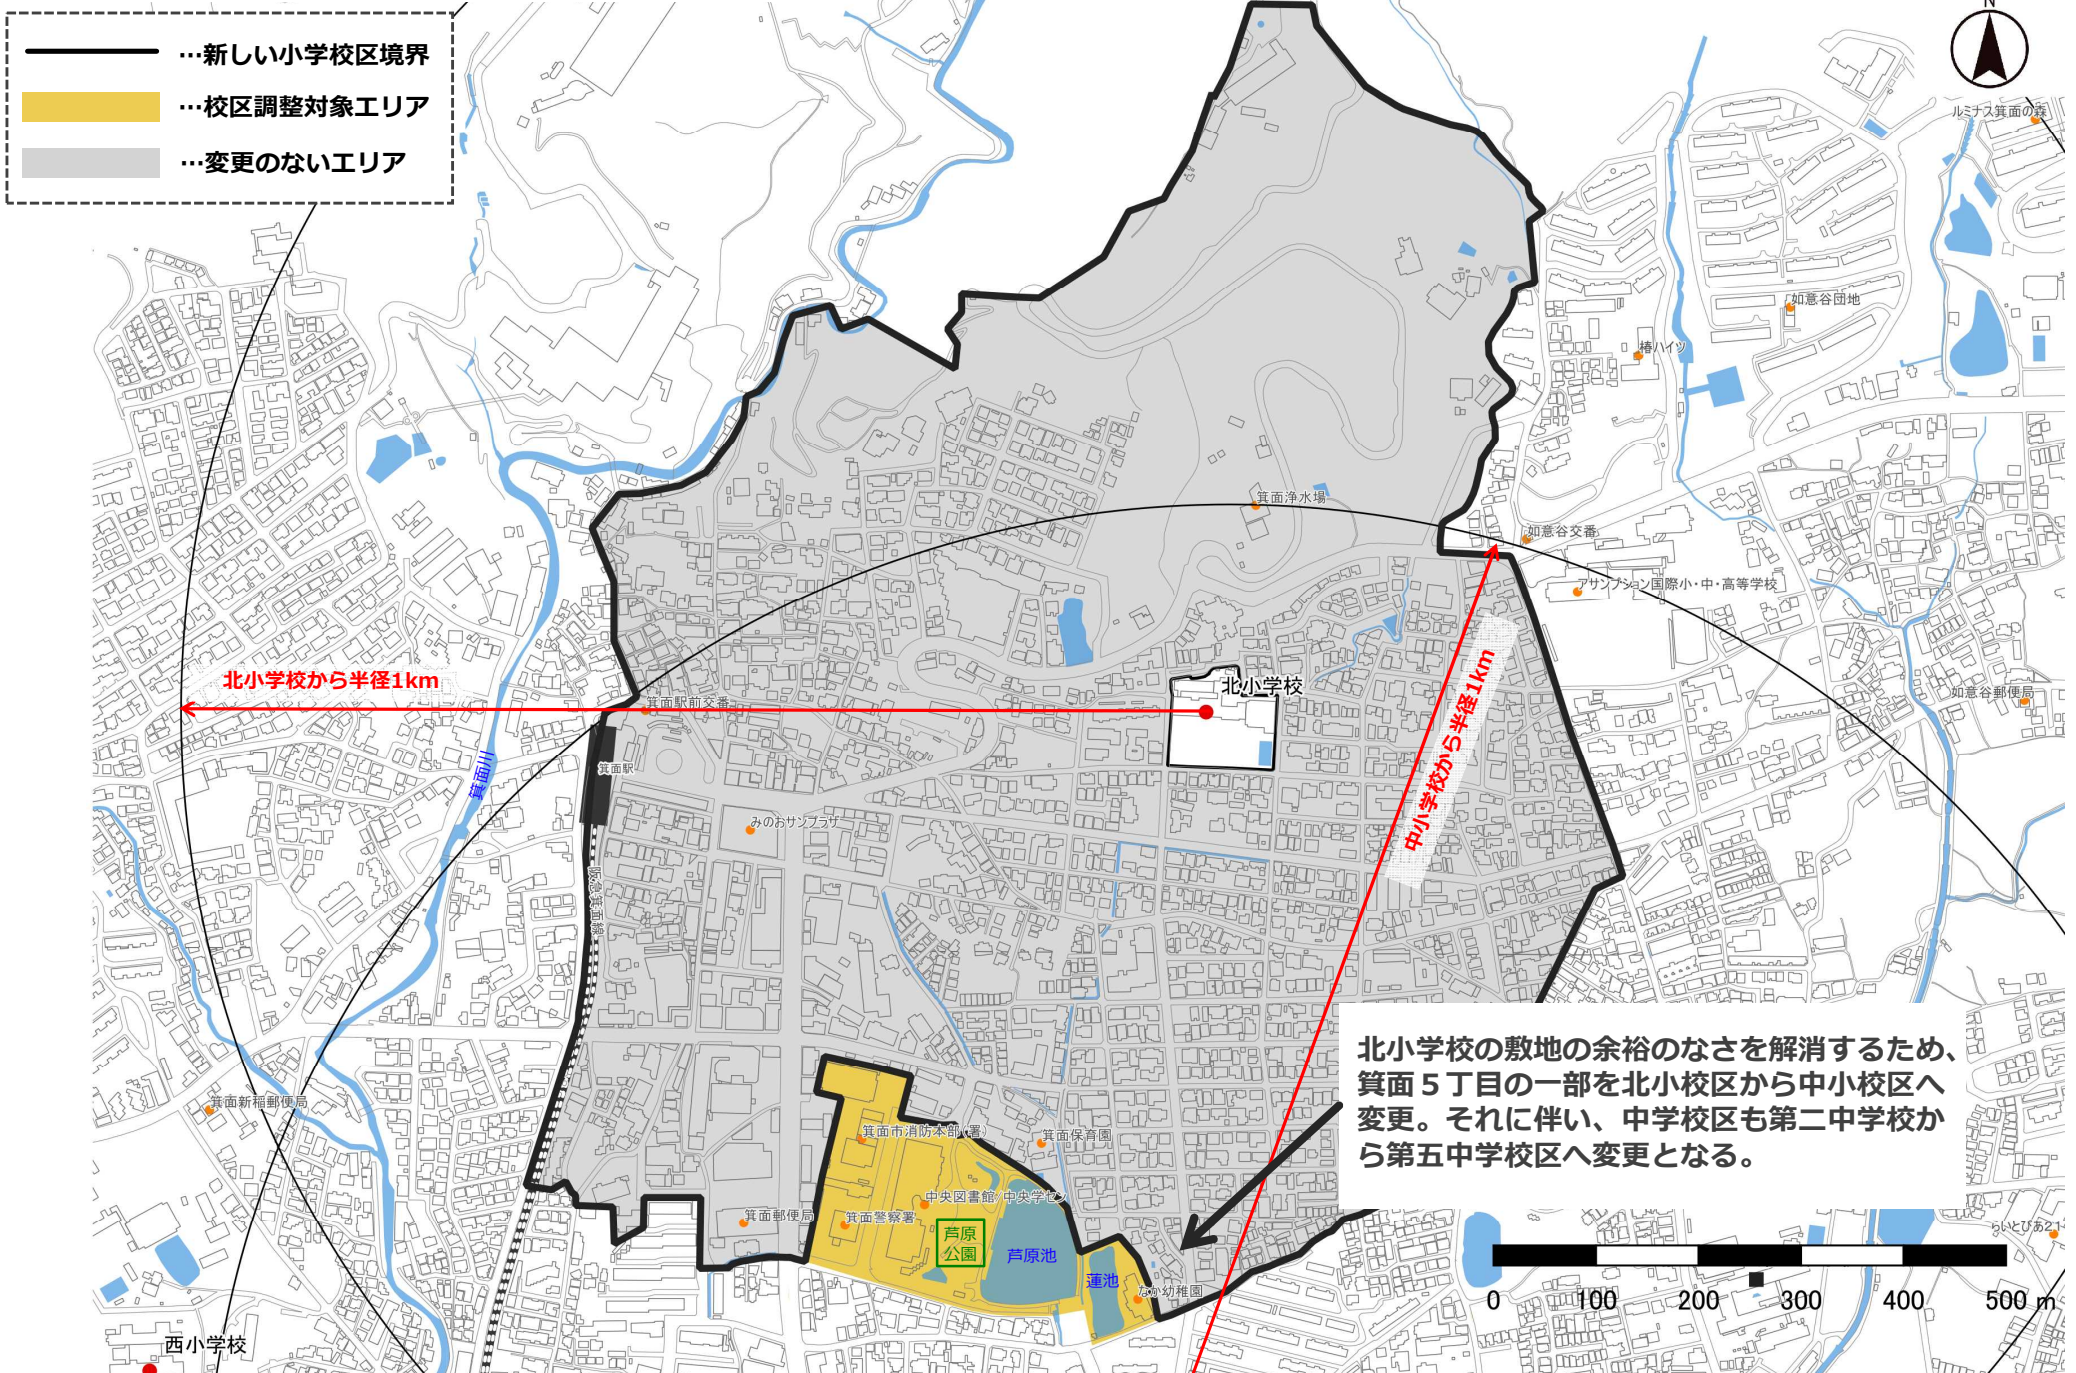 …新しい小学校区境界
…校区調整対象エリア
…変更のないエリア
N
ルミナス箕面の森
如意谷団地
椿ハイツ
箕面浄水場
如意谷交番
アサンプション国際小・中・高等学校
北小学校から半径1km
北小学校
中小学校から半径1km
如意谷郵便局
箕面駅前交番
箕面川
箕面駅
みのおサンプラザ
阪急箕面線
北小学校の敷地の余裕のなさを解消するため、
箕面５丁目の一部を北小校区から中小校区へ
変更。それに伴い、中学校区も第二中学校か
ら第五中学校区へ変更となる。
箕面新稲郵便局
箕面市消防本部(署)
箕面保育園
中央図書館/中央学セン
箕面郵便局
箕面警察署
芦原
公園
芦原池
蓮池
なか幼稚園
らいとぴあ21
0 100 200 300 400 500 m
西小学校